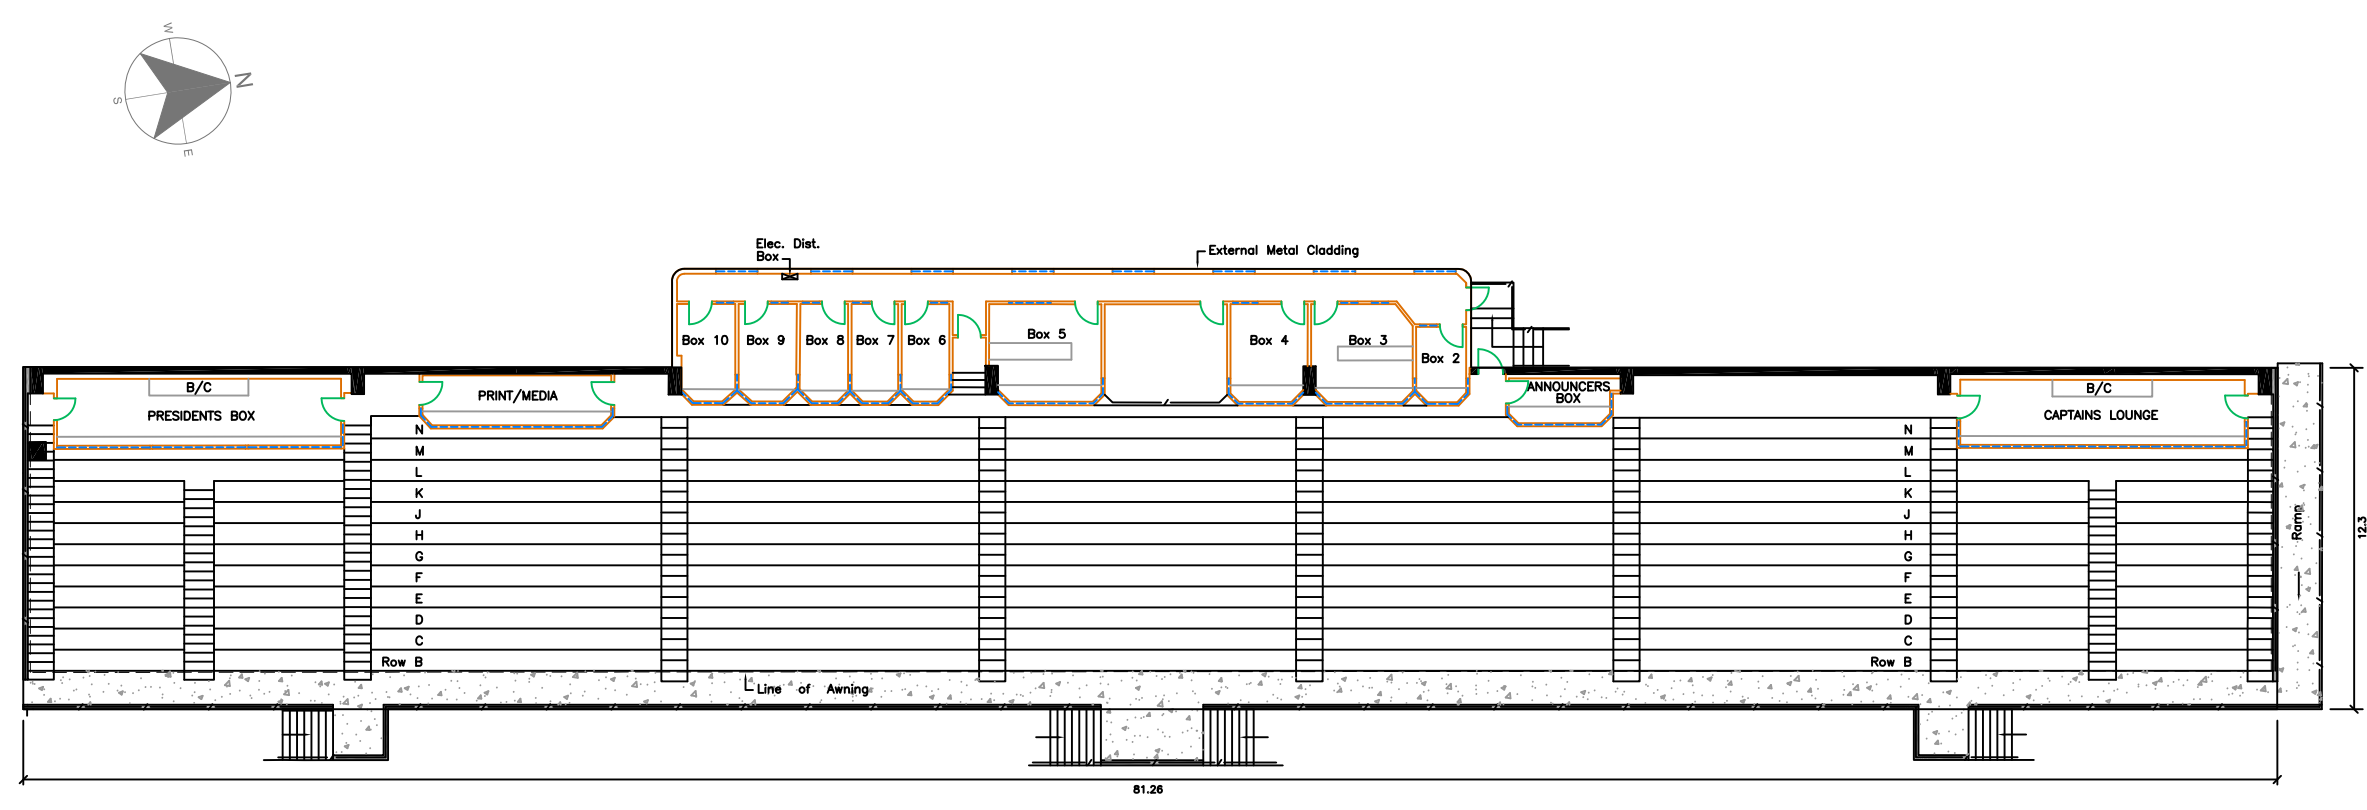 W
N
S
E
Elec. Dist.
Box
External Metal Cladding
Box 10
Box 9
Box 8
Box 7
Box 6
Box 5
Box 4
Box 3
Box 2
B/C
PRESIDENTS BOX
PRINT/MEDIA
ANNOUNCERS
BOX
B/C
CAPTAINS LOUNGE
N
M
L
K
J
H
G
F
E
D
C
Row B
N
M
L
K
J
H
G
F
E
D
C
Row B
Ramp
12.3
Line of Awning
81.26